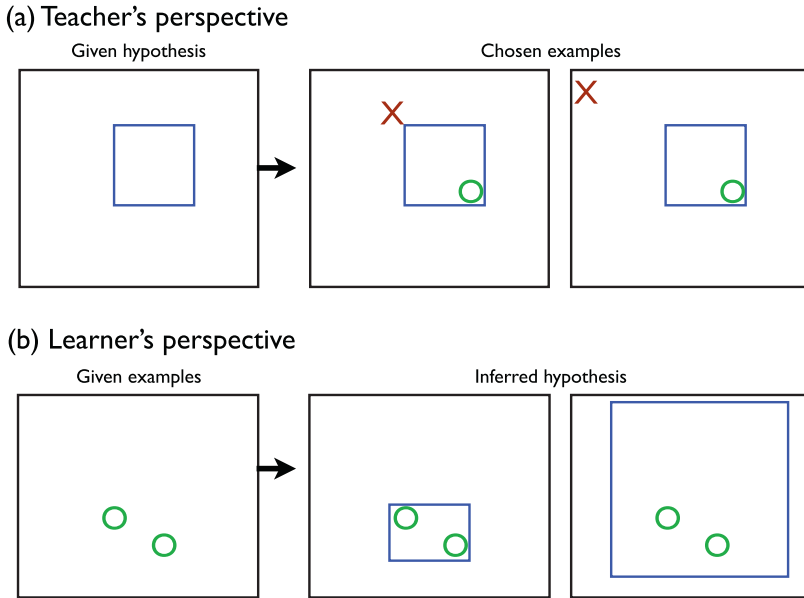 (a) Teacher’s perspective
Given hypothesis
Chosen examples
X
X
(b) Learner’s perspective
Given examples
Inferred hypothesis